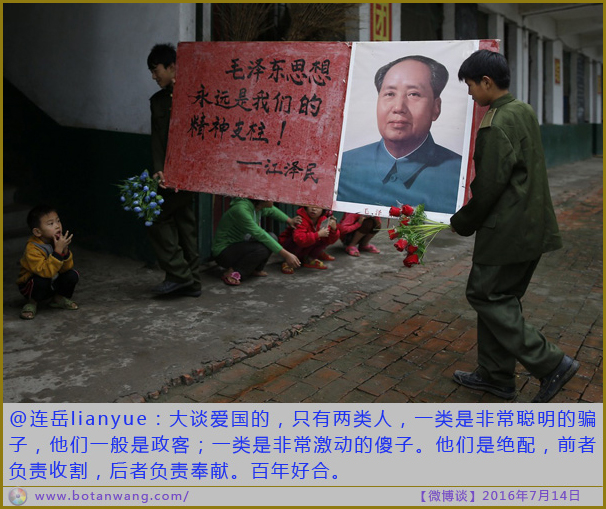 毛泽东思想
永远是我们的
精神支柱！
——江泽民
@连岳lianyue：大谈爱国的，只有两类人，一类是非常聪明的骗
子，他们一般是政客；一类是非常激动的傻子。他们是绝配，前者
负责收割，后者负责奉献。百年好合。
www.botanwang.com/ 【微博谈】2016年7月14日